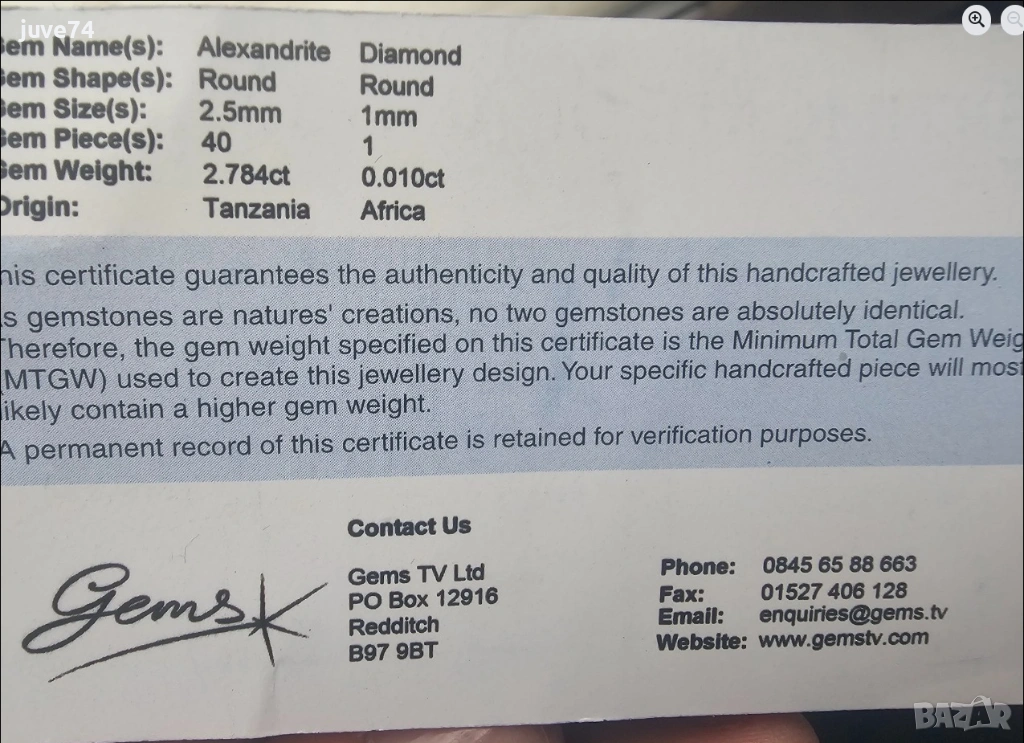 juve74
em Name(s): Alexandrite Diamond
em Shape(s): Round Round
em Size(s): 2.5mm 1mm
em Piece(s): 40 1
em Weight: 2.784ct 0.010ct
Origin: Tanzania Africa
his certificate guarantees the authenticity and quality of this handcrafted jewellery.
s gemstones are natures' creations, no two gemstones are absolutely identical.
Therefore, the gem weight specified on this certificate is the Minimum Total Gem Weig
(MTGW) used to create this jewellery design. Your specific handcrafted piece will most
likely contain a higher gem weight.
A permanent record of this certificate is retained for verification purposes.
Gems
Contact Us
Gems TV Ltd
PO Box 12916
Redditch
B97 9BT
Phone: 0845 65 88 663
Fax: 01527 406 128
Email: enquiries@gems.tv
Website: www.gemstv.com
BAZAR